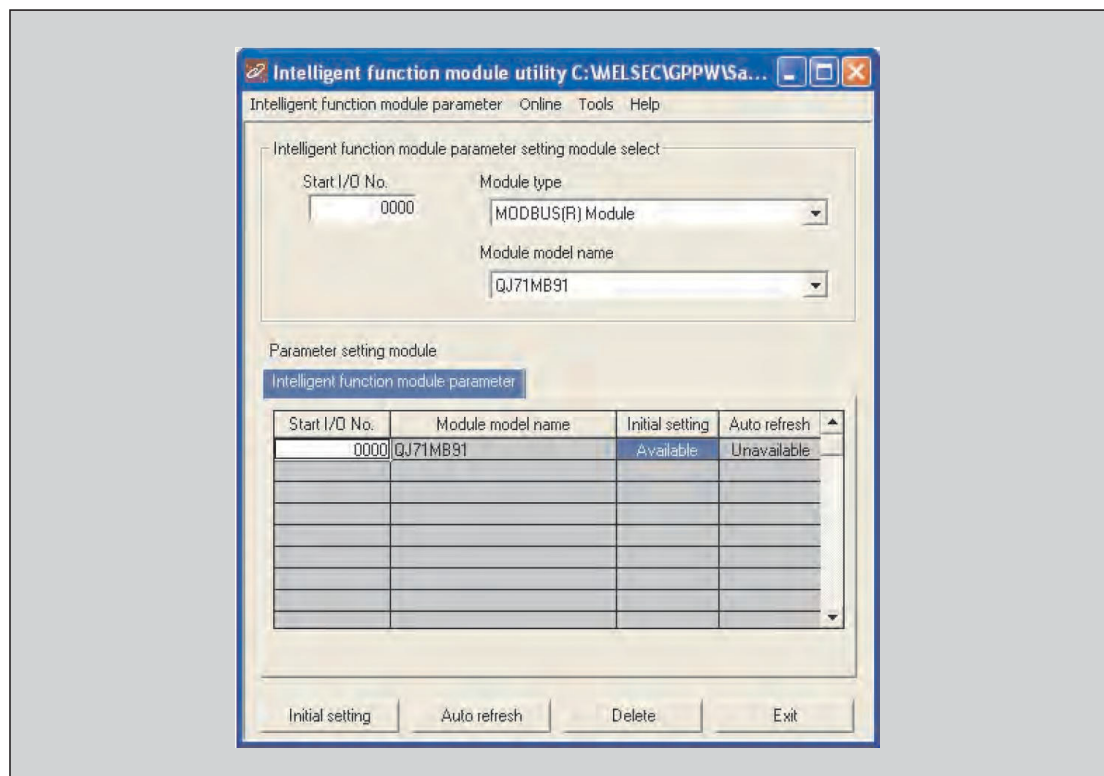 Intelligent function module utility C:\MELSEC\GPPW\Sa...
Intelligent function module parameter Online Tools Help
Intelligent function module parameter setting module select
Start I/O No. Module type
0000 MODBUS(R) Module
Module model name
QJ71MB91
Parameter setting module
Intelligent function module parameter
Start I/O No. Module model name Initial setting Auto refresh
0000 QJ71MB91 Available Unavailable
Initial setting Auto refresh Delete Exit